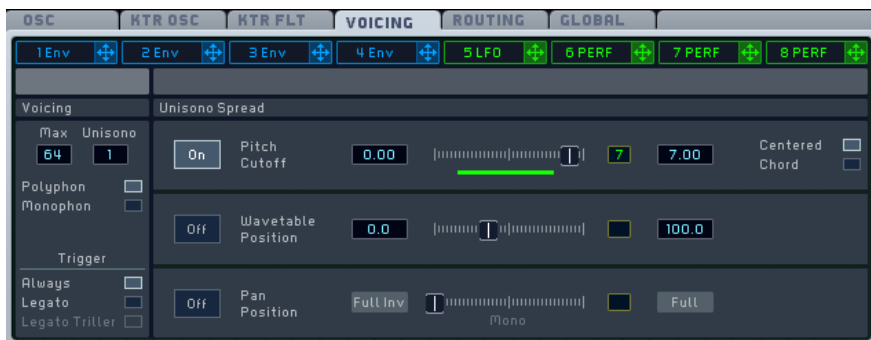 OSC KTR OSC KTR FLT VOICING ROUTING GLOBAL
1 Env 2 Env 3 Env 4 Env 5 LFO 6 PERF 7 PERF 8 PERF
Voicing Unisono Spread
Max Unisono
64 1
Polyphon
Monophon
Trigger
Always
Legato
Legato Triller
On Pitch Cutoff 0.00 7 7.00 Centered
Chord
Off Wavetable Position 0.0 100.0
Off Pan Position Full Inv Mono Full